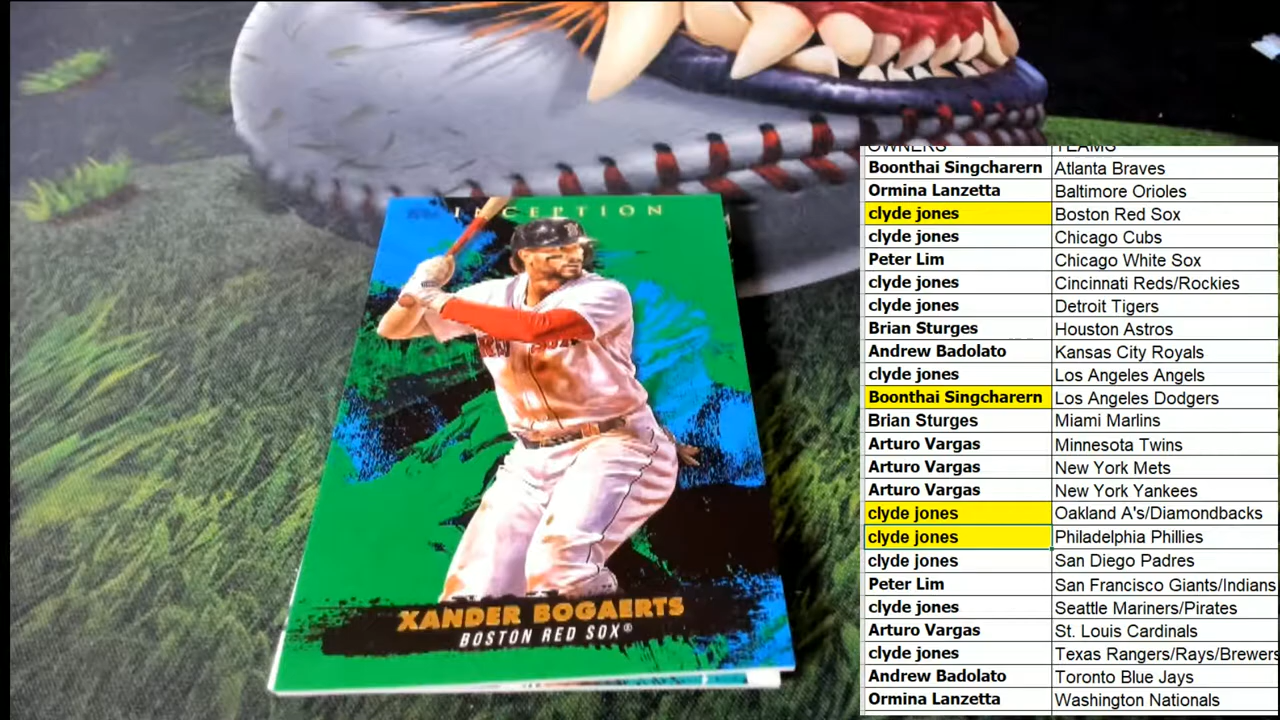 INCEPTION
XANDER BOGAERTS
BOSTON RED SOX®
OWNERS TEAMS
Boonthai Singcharern Atlanta Braves
Ormina Lanzetta Baltimore Orioles
clyde jones Boston Red Sox
clyde jones Chicago Cubs
Peter Lim Chicago White Sox
clyde jones Cincinnati Reds/Rockies
clyde jones Detroit Tigers
Brian Sturges Houston Astros
Andrew Badolato Kansas City Royals
clyde jones Los Angeles Angels
Boonthai Singcharern Los Angeles Dodgers
Brian Sturges Miami Marlins
Arturo Vargas Minnesota Twins
Arturo Vargas New York Mets
Arturo Vargas New York Yankees
clyde jones Oakland A's/Diamondbacks
clyde jones Philadelphia Phillies
clyde jones San Diego Padres
Peter Lim San Francisco Giants/Indians
clyde jones Seattle Mariners/Pirates
Arturo Vargas St. Louis Cardinals
clyde jones Texas Rangers/Rays/Brewers
Andrew Badolato Toronto Blue Jays
Ormina Lanzetta Washington Nationals